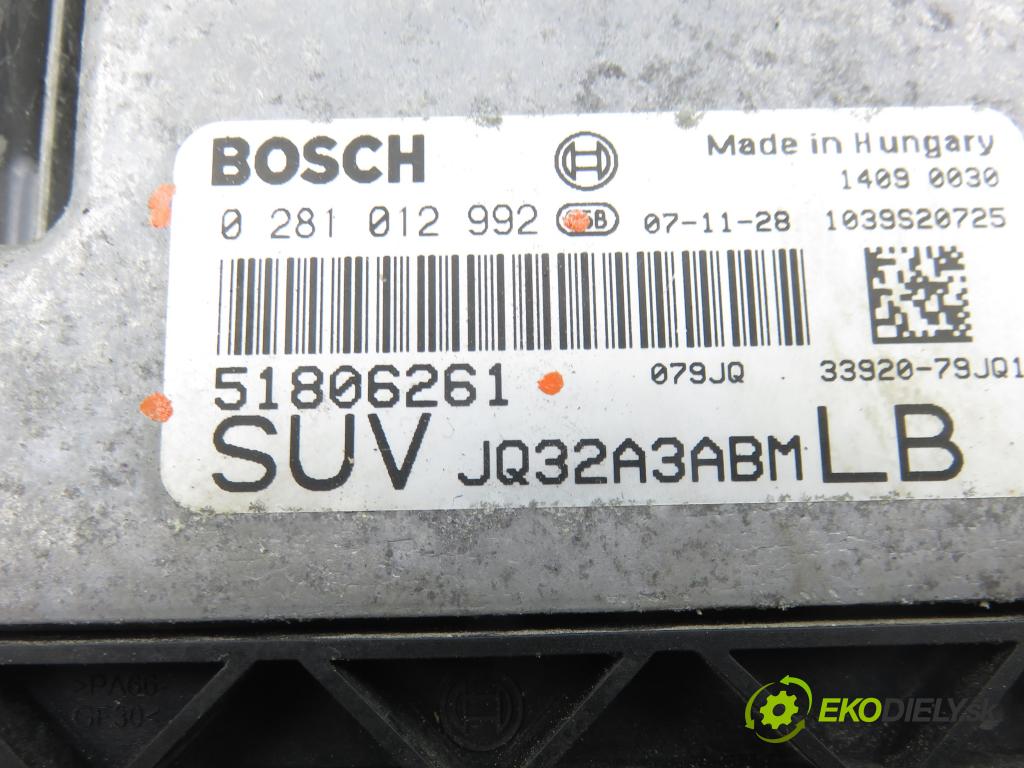 BOSCH
Made in Hungary
1409 0030
0 281 012 992
07-11-28
1039S20725
51806261
079JQ
33920-79JQ1
SUV JQ32A3ABM LB
>PA66-
GF30<
EKODIELY.SK